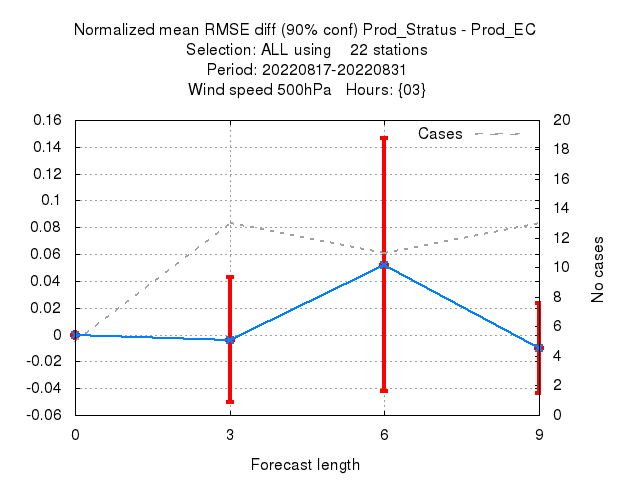 Normalized mean RMSE diff (90% conf) Prod_Stratus - Prod_EC
Selection: ALL using    22 stations
Period: 20220817-20220831
Wind speed 500hPa   Hours: {03}
Cases
0.16
0.14
0.12
0.1
0.08
0.06
0.04
0.02
0
-0.02
-0.04
-0.06
20
18
16
14
12
10
8
6
4
2
0
No cases
0 3 6 9
Forecast length